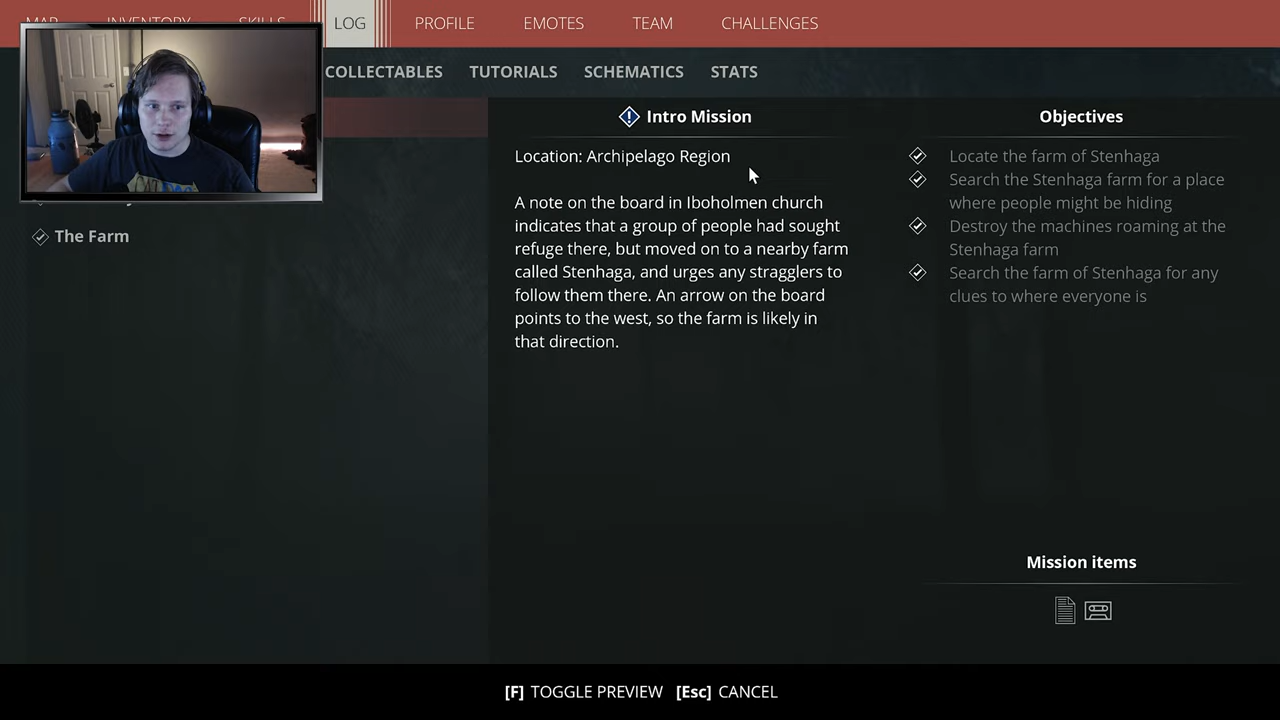 MAP INVENTORY SKILLS LOG PROFILE EMOTES TEAM CHALLENGES
COLLECTABLES TUTORIALS SCHEMATICS STATS
Intro Mission
Location: Archipelago Region
A note on the board in Iboholmen church
indicates that a group of people had sought
refuge there, but moved on to a nearby farm
called Stenhaga, and urges any stragglers to
follow them there. An arrow on the board
points to the west, so the farm is likely in
that direction.
Objectives
Locate the farm of Stenhaga
Search the Stenhaga farm for a place
where people might be hiding
Destroy the machines roaming at the
Stenhaga farm
Search the farm of Stenhaga for any
clues to where everyone is
The Farm
Mission items
[F] TOGGLE PREVIEW [Esc] CANCEL